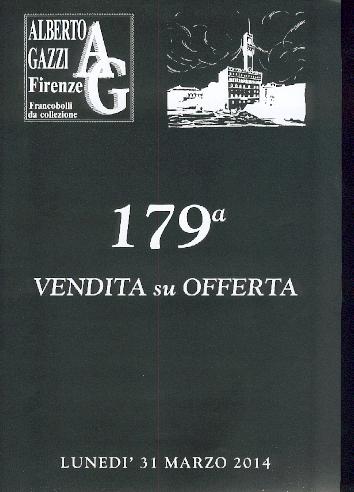 ALBERTO
GAZZI
Firenze
Francobolli
da collezione
AG
179ª
VENDITA su OFFERTA
LUNEDI' 31 MARZO 2014